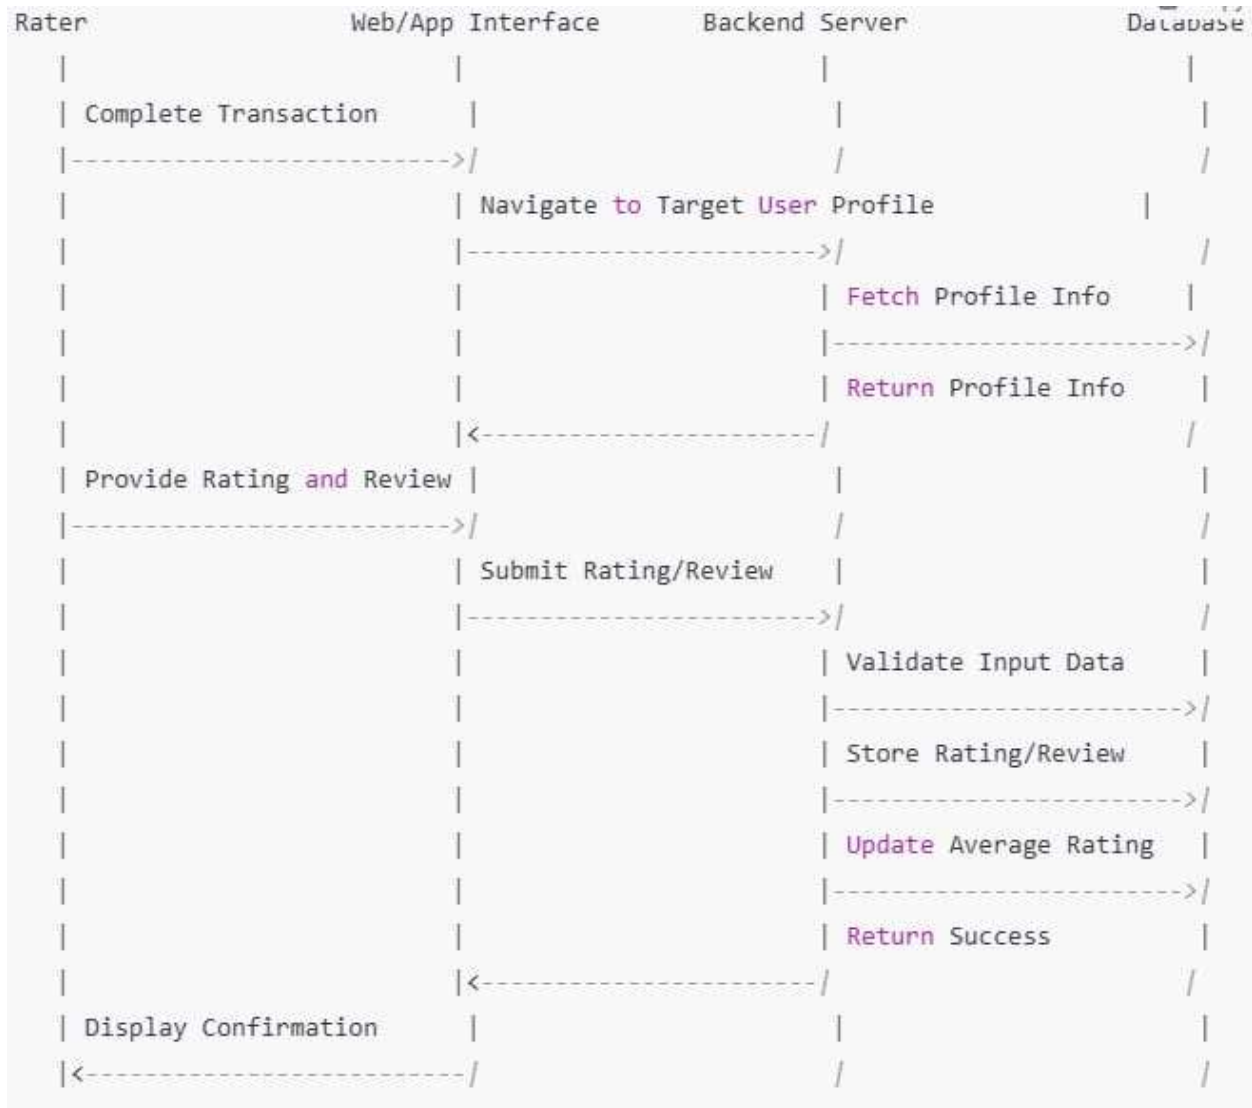 Rater Web/App Interface Backend Server Database
| | | |
| Complete Transaction | | |
|-------------------------->/ / /
| | Navigate to Target User Profile |
| |------------------------>/ /
| | | Fetch Profile Info |
| | |------------------------>/
| | | Return Profile Info |
| |<-----------------------/ /
| Provide Rating and Review | | |
|-------------------------->/ / /
| | Submit Rating/Review | |
| |------------------------>/ /
| | | Validate Input Data |
| | |------------------------>/
| | | Store Rating/Review |
| | |------------------------>/
| | | Update Average Rating |
| | |------------------------>/
| | | Return Success |
| |<-----------------------/ /
| Display Confirmation | | |
|<--------------------------/ / /